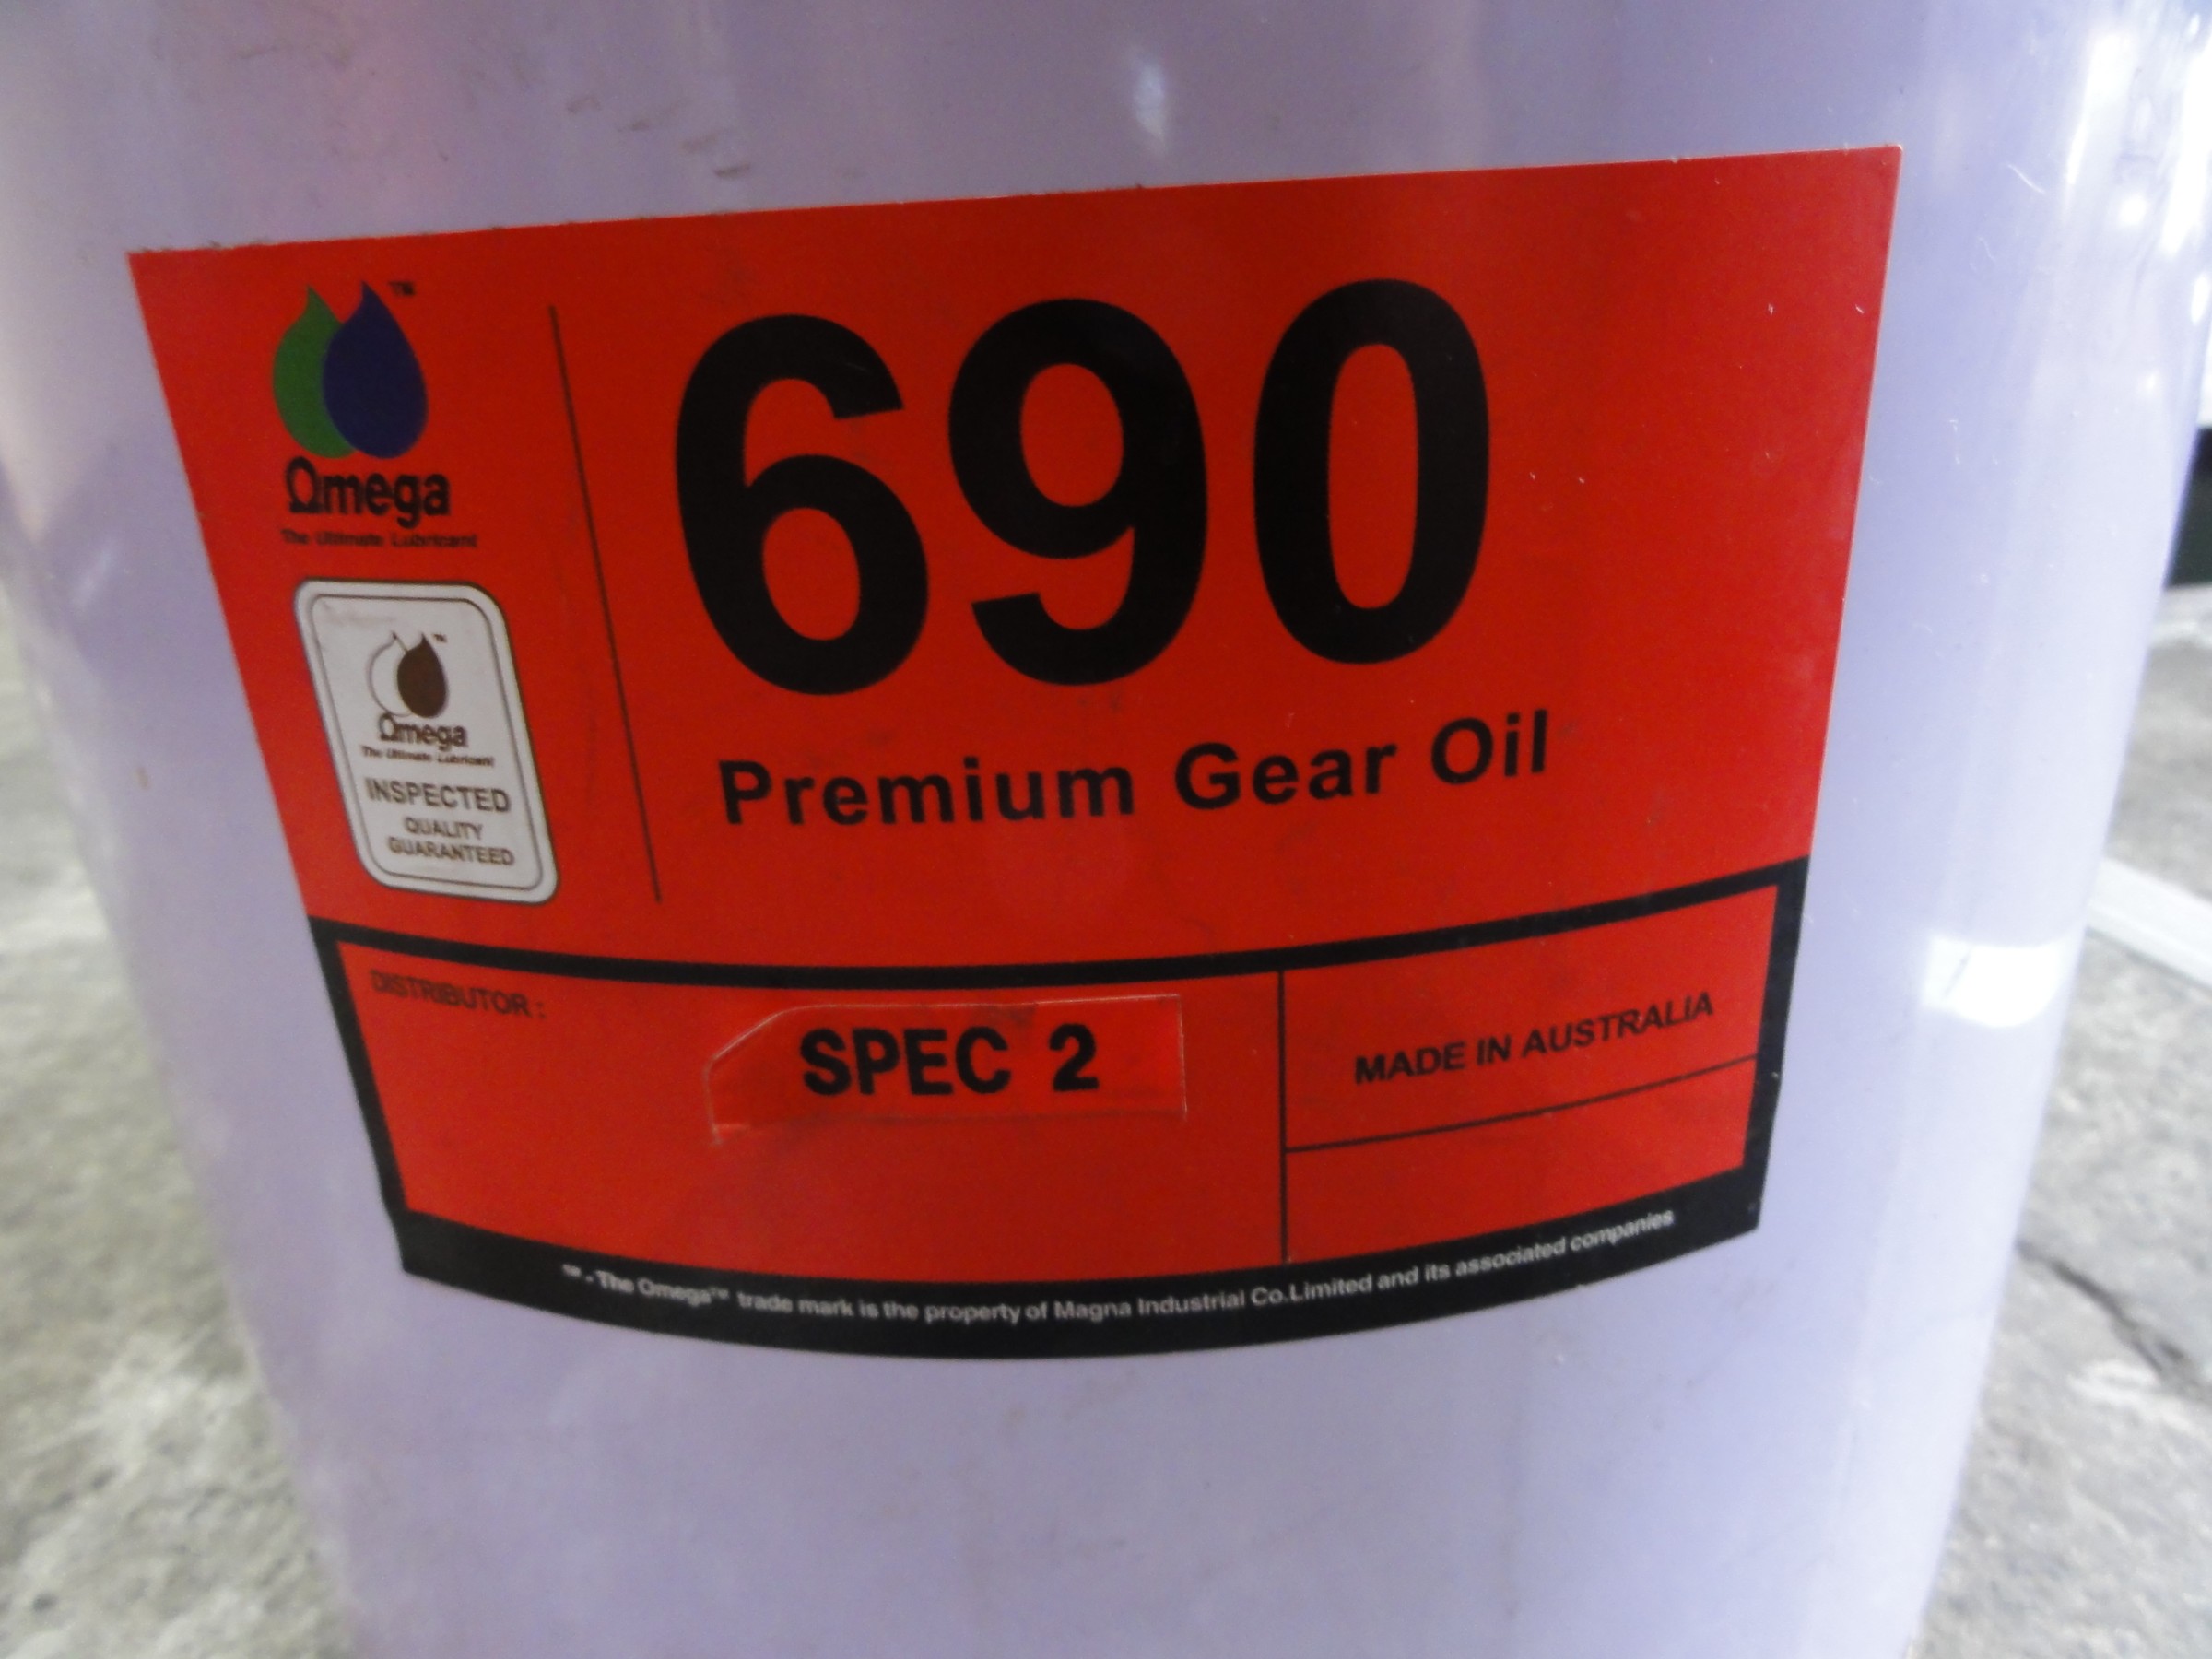 ™
Ωmega
The Ultimate Lubricant
690
Premium Gear Oil
™
Ωmega
The Ultimate Lubricant
INSPECTED
QUALITY
GUARANTEED
DISTRIBUTOR :
SPEC 2
MADE IN AUSTRALIA
™ - The Omega™ trade mark is the property of Magna Industrial Co.Limited and its associated companies